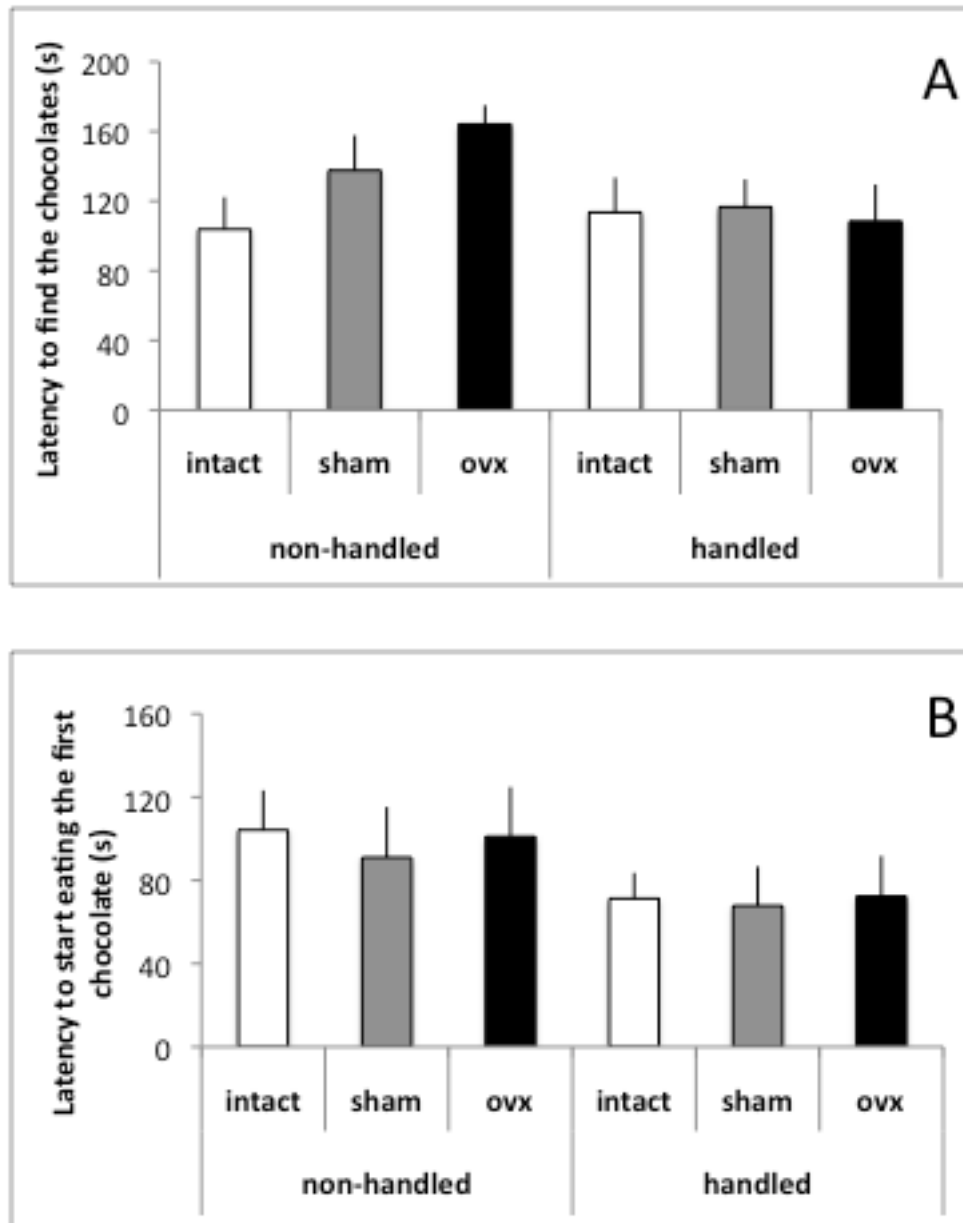 A
Latency to find the chocolates (s)
200
160
120
80
40
0
intact sham ovx intact sham ovx
non-handled handled
B
Latency to start eating the first
chocolate (s)
160
120
80
40
0
intact sham ovx intact sham ovx
non-handled handled